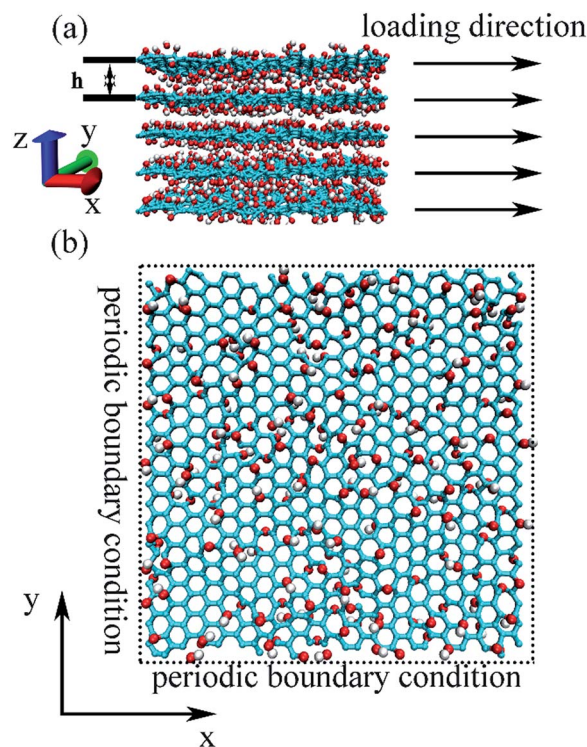 (a)
loading direction
h
z
y
x
(b)
periodic boundary condition
periodic boundary condition
y
x